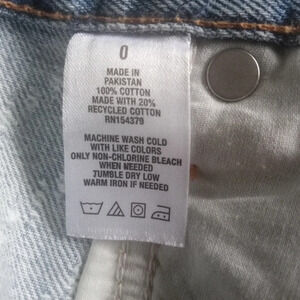 0
MADE IN
PAKISTAN
100% COTTON
MADE WITH 20%
RECYCLED COTTON
RN154379
MACHINE WASH COLD
WITH LIKE COLORS
ONLY NON-CHLORINE BLEACH
WHEN NEEDED
TUMBLE DRY LOW
WARM IRON IF NEEDED